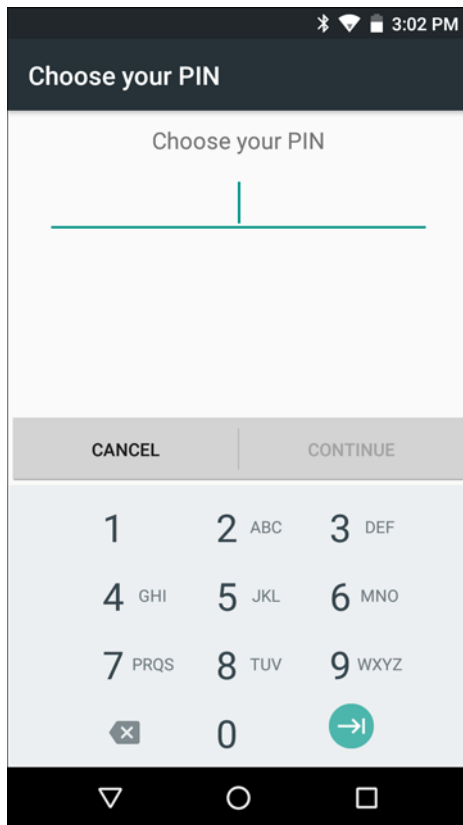 3:02 PM
Choose your PIN
Choose your PIN
CANCEL CONTINUE
1 2 ABC 3 DEF
4 GHI 5 JKL 6 MNO
7 PRQS 8 TUV 9 WXYZ
0